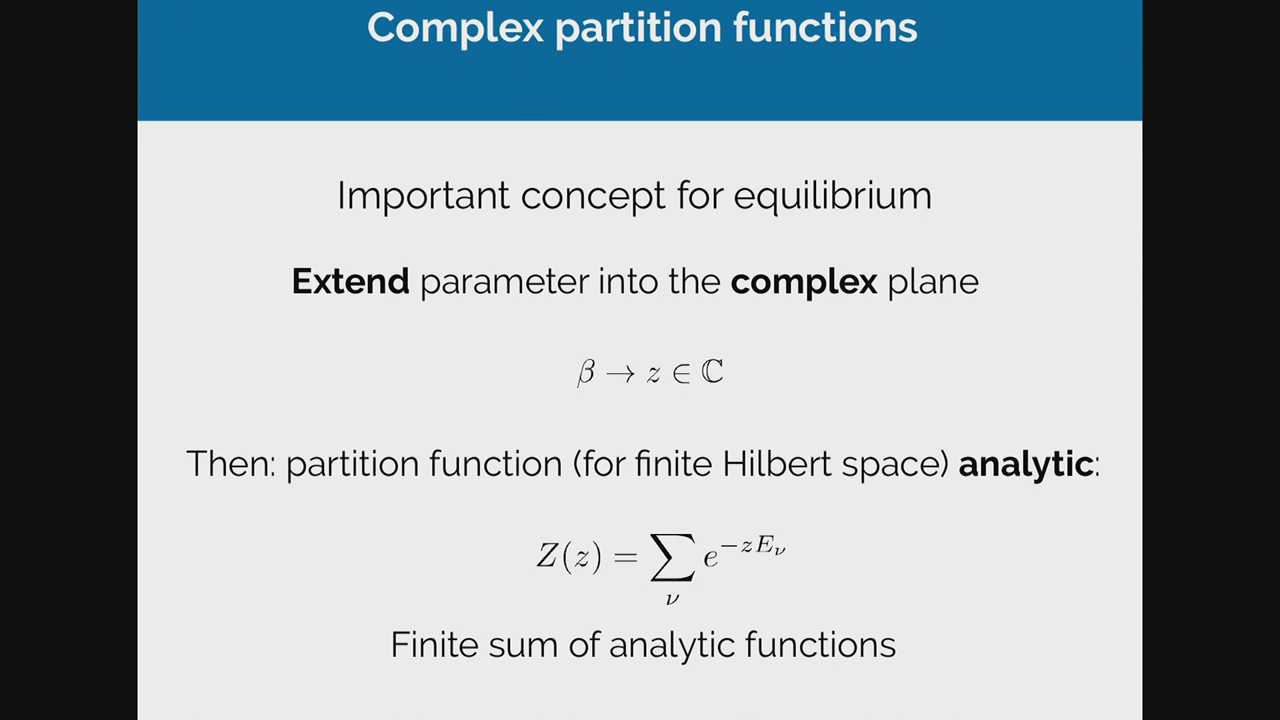 Complex partition functions
Important concept for equilibrium
Extend parameter into the complex plane
β → z ∈ ℂ
Then: partition function (for finite Hilbert space) analytic:
Z(z) = ∑_ν e^{-zE_ν}
Finite sum of analytic functions